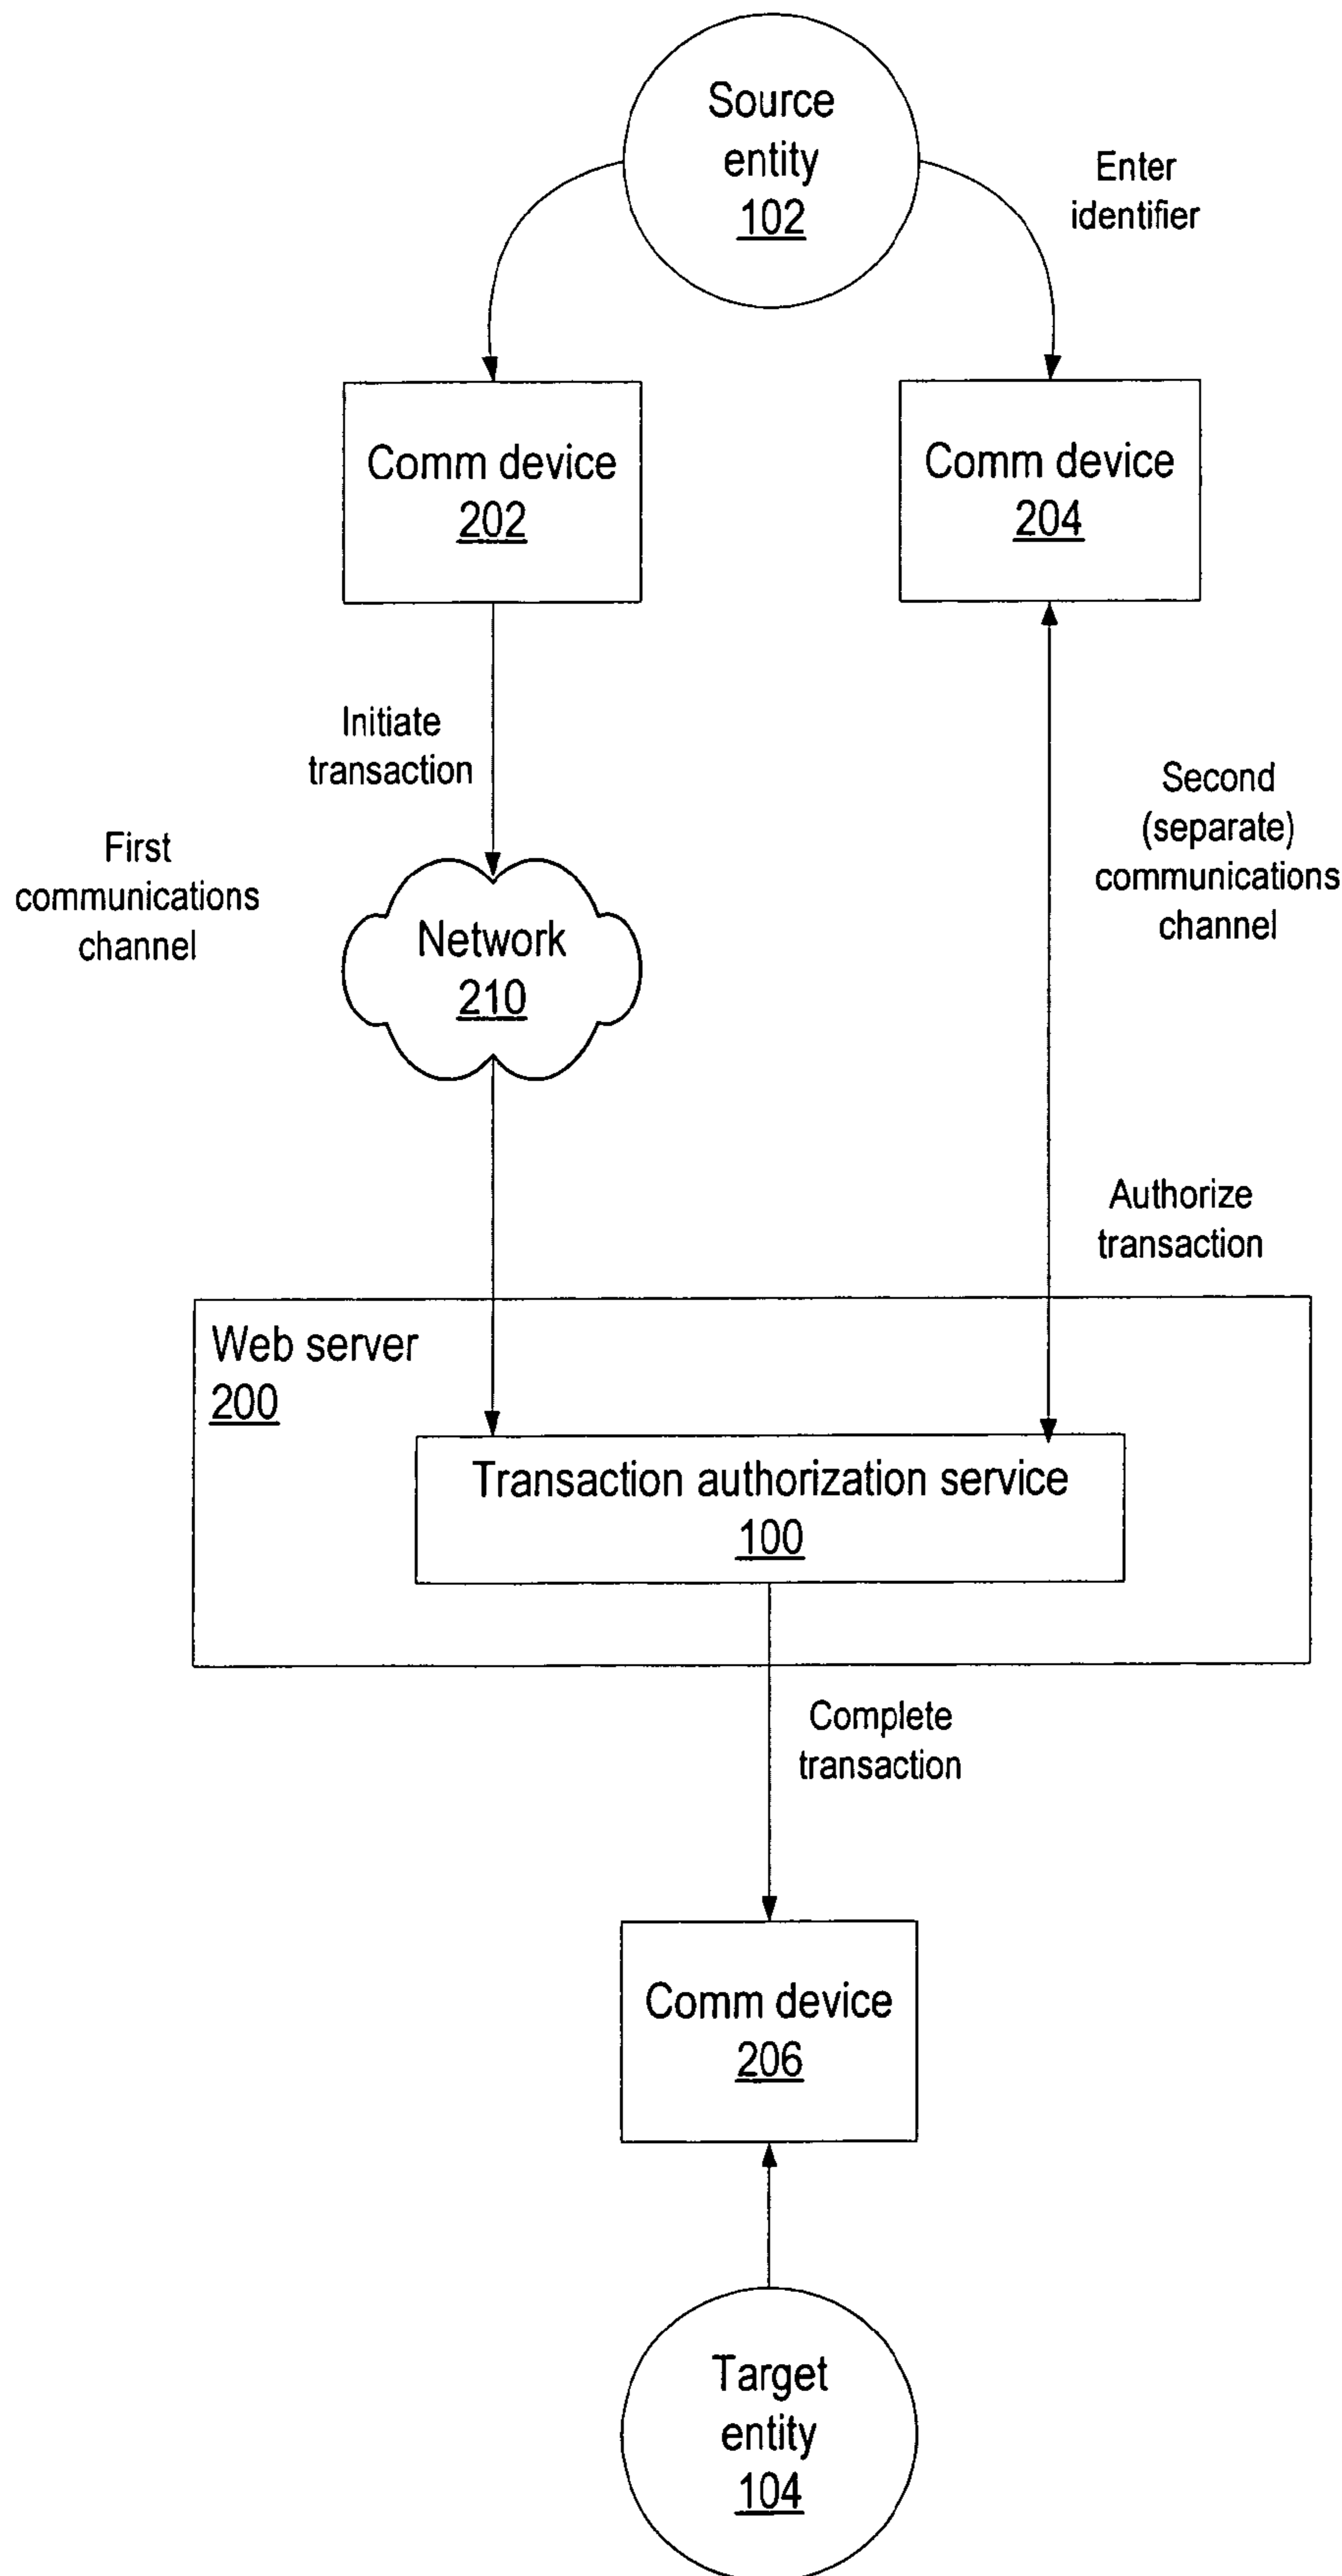 Source
entity
102
Enter
identifier
Comm device
202
Comm device
204
Initiate
transaction
First
communications
channel
Second
(separate)
communications
channel
Network
210
Authorize
transaction
Web server
200
Transaction authorization service
100
Complete
transaction
Comm device
206
Target
entity
104